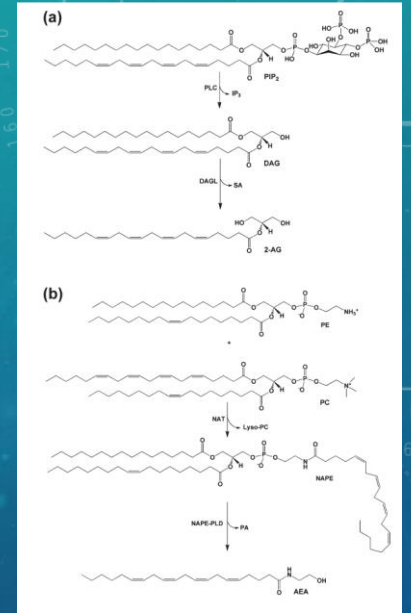 (a)
PIP₂
PLC
IP₃
DAG
DAGL
SA
2-AG
(b)
PE
+
PC
NAT
Lyso-PC
NAPE
NAPE-PLD
PA
AEA